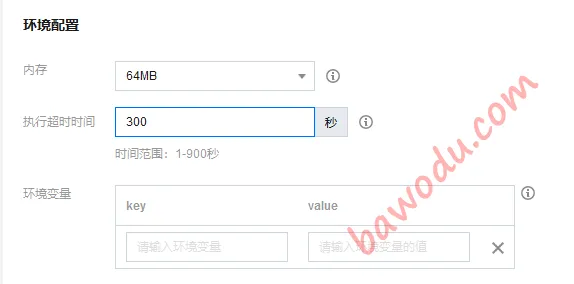 环境配置
内存 64MB
执行超时时间 300 秒
时间范围：1-900秒
环境变量
key value
请输入环境变量 请输入环境变量的值
bawodu.com